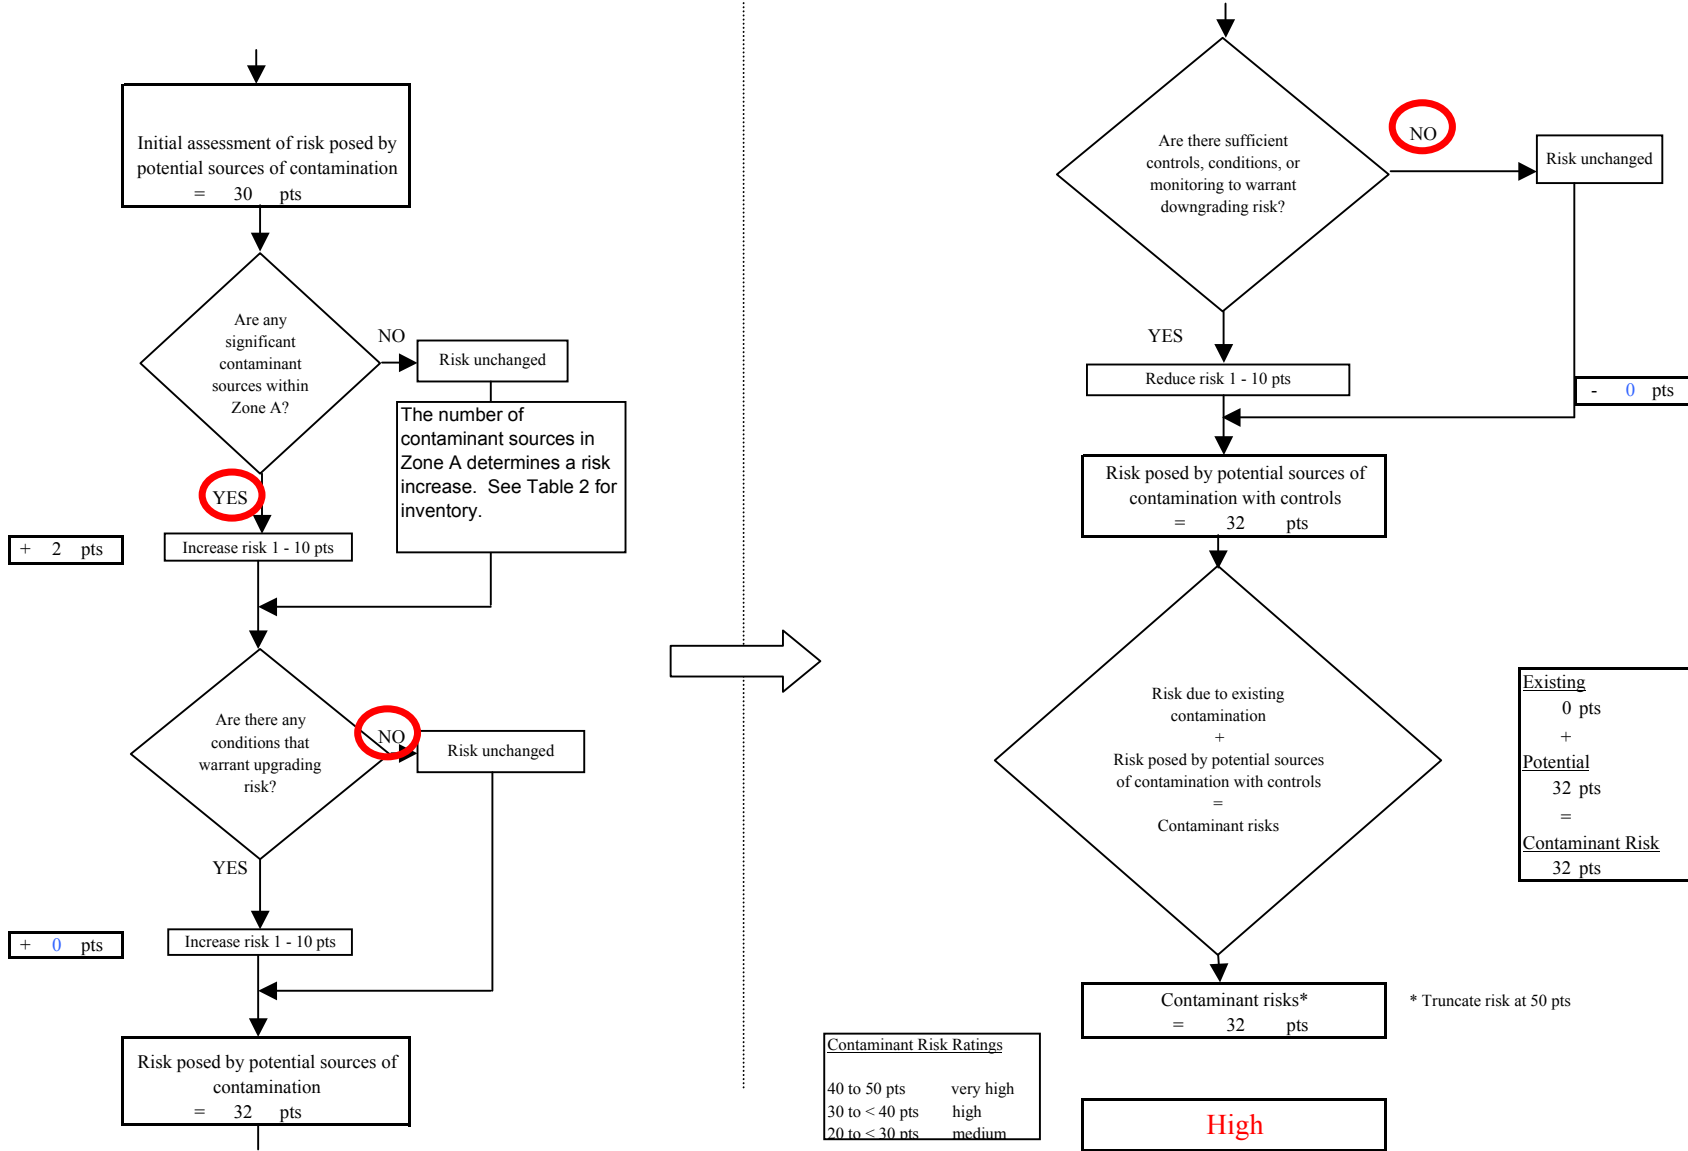 Initial assessment of risk posed by
potential sources of contamination
= 30 pts
Are any
significant
contaminant
sources within
Zone A?
NO
Risk unchanged
The number of
contaminant sources in
Zone A determines a risk
increase. See Table 2 for
inventory.
YES
+ 2 pts
Increase risk 1 - 10 pts
Are there any
conditions that
warrant upgrading
risk?
NO
Risk unchanged
YES
+ 0 pts
Increase risk 1 - 10 pts
Risk posed by potential sources of
contamination
= 32 pts
Are there sufficient
controls, conditions, or
monitoring to warrant
downgrading risk?
NO
Risk unchanged
YES
Reduce risk 1 - 10 pts
- 0 pts
Risk posed by potential sources of
contamination with controls
= 32 pts
Risk due to existing
contamination
+
Risk posed by potential sources
of contamination with controls
=
Contaminant risks
Existing
0 pts
+
Potential
32 pts
=
Contaminant Risk
32 pts
Contaminant risks*
= 32 pts
* Truncate risk at 50 pts
Contaminant Risk Ratings
40 to 50 pts very high
30 to < 40 pts high
20 to < 30 pts medium
High